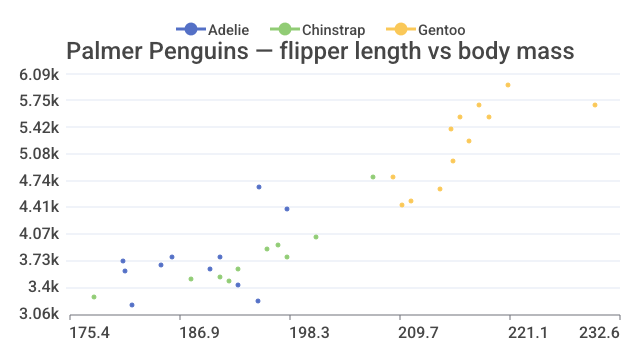 Adelie Chinstrap Gentoo
Palmer Penguins — flipper length vs body mass
6.09k
5.75k
5.42k
5.08k
4.74k
4.41k
4.07k
3.73k
3.4k
3.06k
175.4 186.9 198.3 209.7 221.1 232.6